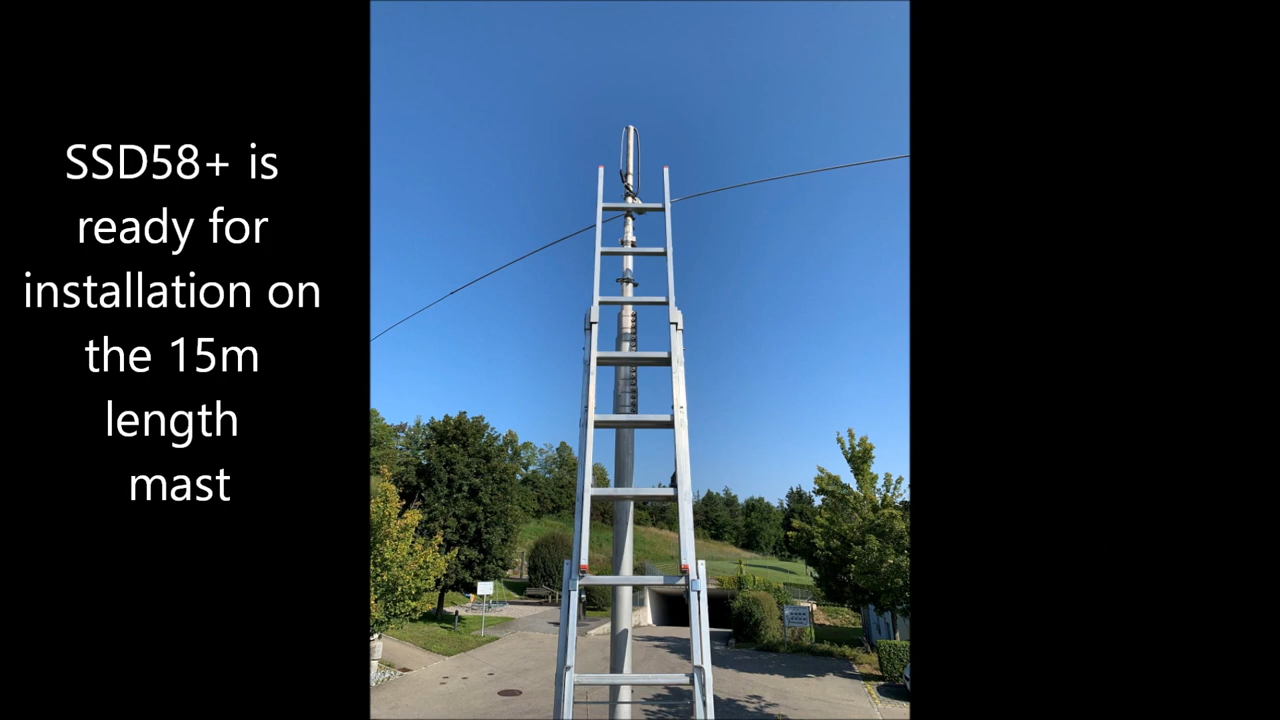 SSD58+ is
ready for
installation on
the 15m
length
mast